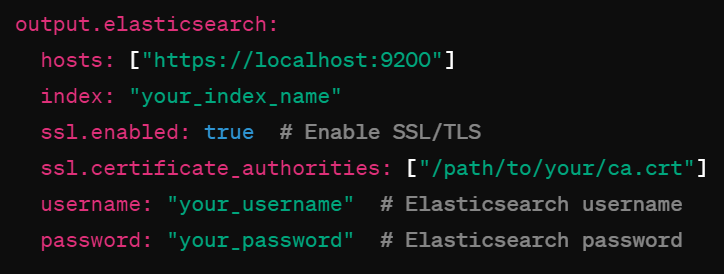 output.elasticsearch:
  hosts: ["https://localhost:9200"]
  index: "your_index_name"
  ssl.enabled: true  # Enable SSL/TLS
  ssl.certificate_authorities: ["/path/to/your/ca.crt"]
  username: "your_username"  # Elasticsearch username
  password: "your_password"  # Elasticsearch password